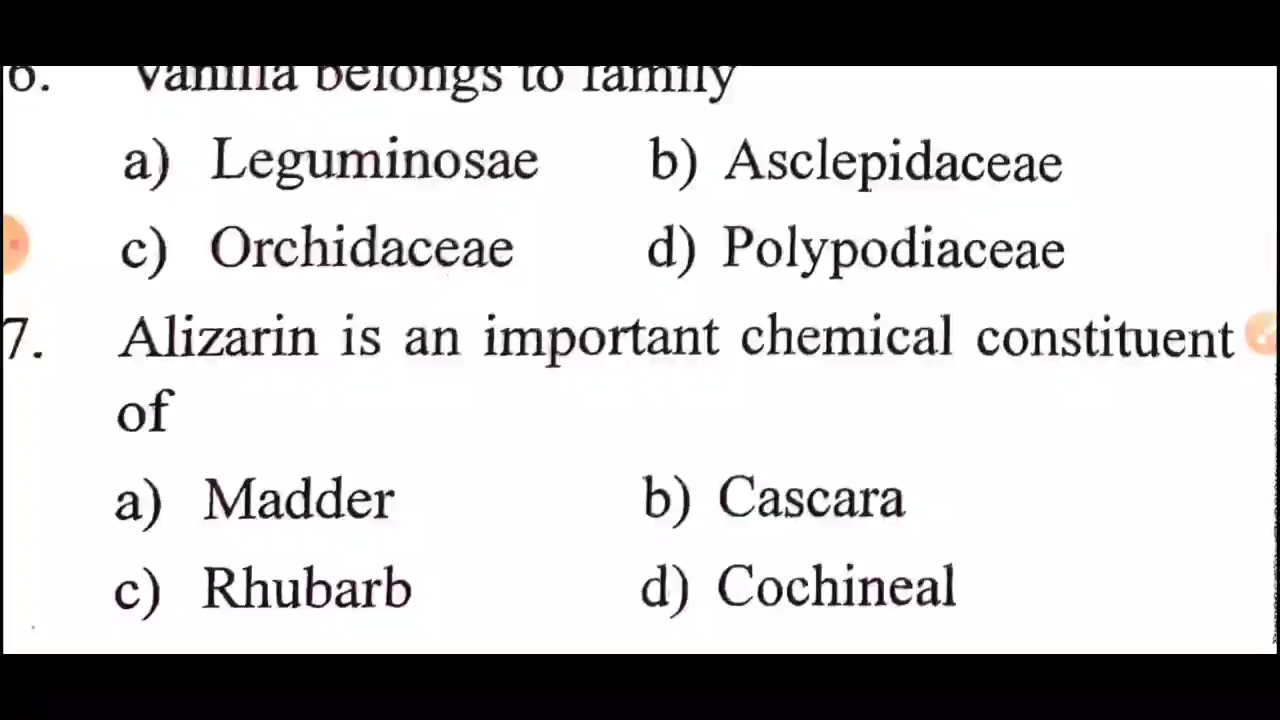 6. Vanilla belongs to family
a) Leguminosae b) Asclepidaceae
c) Orchidaceae d) Polypodiaceae
7. Alizarin is an important chemical constituent
of
a) Madder b) Cascara
c) Rhubarb d) Cochineal